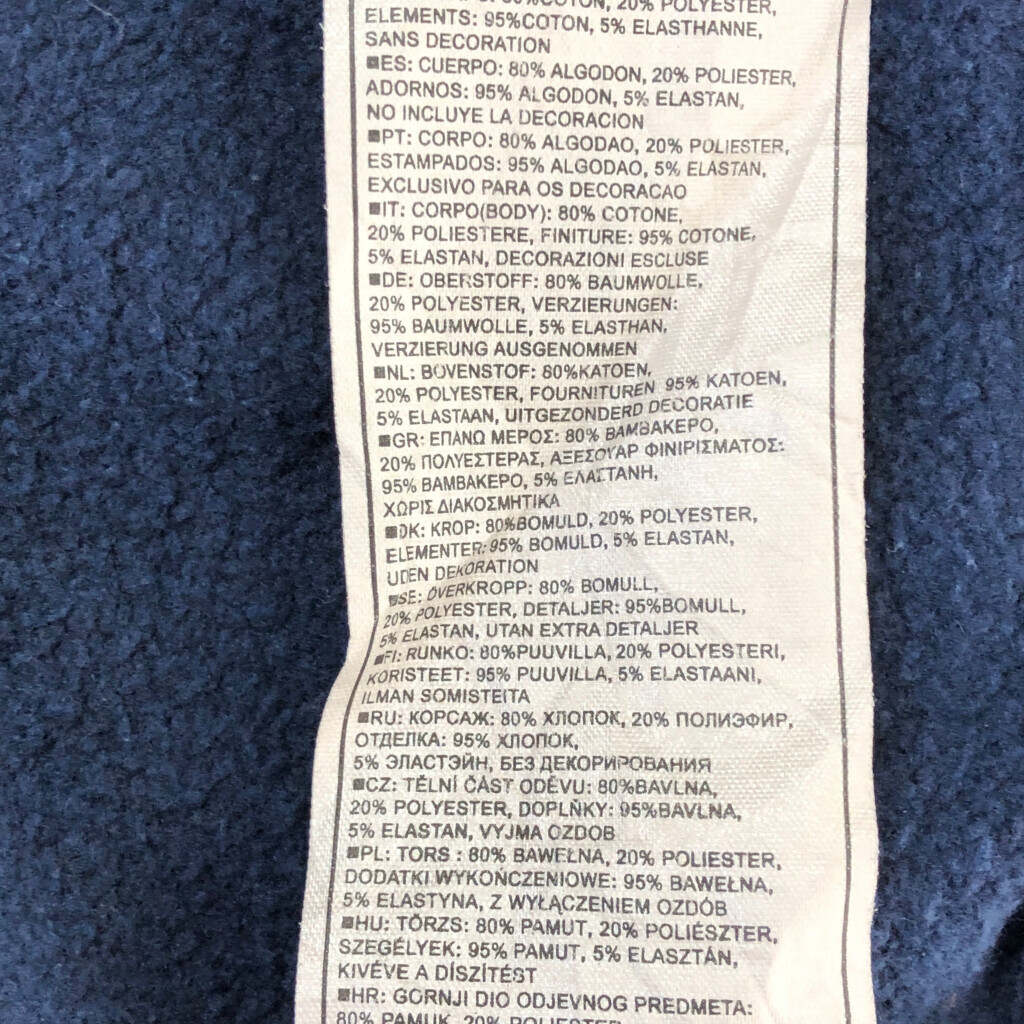 20% POLYESTER,
ELEMENTS: 95%COTON, 5% ELASTHANNE,
SANS DECORATION
■ES: CUERPO: 80% ALGODON, 20% POLIESTER,
ADORNOS: 95% ALGODON, 5% ELASTAN,
NO INCLUYE LA DECORACION
■PT: CORPO: 80% ALGODAO, 20% POLIESTER,
ESTAMPADOS: 95% ALGODAO, 5% ELASTAN,
EXCLUSIVO PARA OS DECORACAO
■IT: CORPO(BODY): 80% COTONE,
20% POLIESTERE, FINITURE: 95% COTONE,
5% ELASTAN, DECORAZIONI ESCLUSE
■DE: OBERSTOFF: 80% BAUMWOLLE,
20% POLYESTER, VERZIERUNGEN:
95% BAUMWOLLE, 5% ELASTHAN,
VERZIERUNG AUSGENOMMEN
■NL: BOVENSTOF: 80%KATOEN,
20% POLYESTER, FOURNITUREN 95% KATOEN,
5% ELASTAAN, UITGEZONDERD DECORATIE
■GR: ΕΠΑΝΩ ΜΕΡΟΣ: 80% ΒΑΜΒΑΚΕΡΟ,
20% ΠΟΛΥΕΣΤΕΡΑΣ, ΑΞΕΣΟΥΑΡ ΦΙΝΙΡΙΣΜΑΤΟΣ:
95% ΒΑΜΒΑΚΕΡΟ, 5% ΕΛΑΣΤΑΝΗ,
ΧΩΡΙΣ ΔΙΑΚΟΣΜΗΤΙΚΑ
■DK: KROP: 80%BOMULD, 20% POLYESTER,
ELEMENTER: 95% BOMULD, 5% ELASTAN,
UDEN DEKORATION
■SE: ÖVERKROPP: 80% BOMULL,
20% POLYESTER, DETALJER: 95%BOMULL,
5% ELASTAN, UTAN EXTRA DETALJER
■FI: RUNKO: 80%PUUVILLA, 20% POLYESTERI,
KORISTEET: 95% PUUVILLA, 5% ELASTAANI,
ILMAN SOMISTEITA
■RU: КОРСАЖ: 80% ХЛОПОК, 20% ПОЛИЭФИР,
ОТДЕЛКА: 95% ХЛОПОК,
5% ЭЛАСТЭЙН, БЕЗ ДЕКОРИРОВАНИЯ
■CZ: TĚLNÍ ČÁST ODĚVU: 80%BAVLNA,
20% POLYESTER, DOPLŇKY: 95%BAVLNA,
5% ELASTAN, VYJMA OZDOB
■PL: TORS : 80% BAWEŁNA, 20% POLIESTER,
DODATKI WYKOŃCZENIOWE: 95% BAWEŁNA,
5% ELASTYNA, Z WYŁĄCZENIEM OZDÓB
■HU: TÖRZS: 80% PAMUT, 20% POLIÉSZTER,
SZEGÉLYEK: 95% PAMUT, 5% ELASZTÁN,
KIVÉVE A DÍSZÍTÉST
■HR: GORNJI DIO ODJEVNOG PREDMETA:
80% PAMUK, 20% POLIESTER